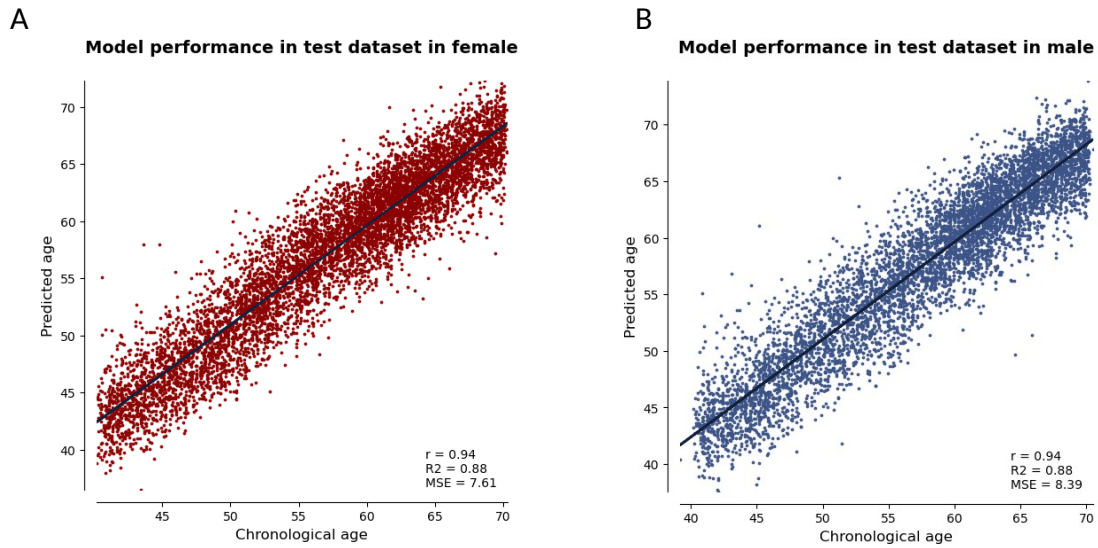 A
Model performance in test dataset in female
70
65
60
55
50
45
40
Predicted age
r = 0.94
R2 = 0.88
MSE = 7.61
45 50 55 60 65 70
Chronological age
B
Model performance in test dataset in male
70
65
60
55
50
45
40
Predicted age
r = 0.94
R2 = 0.88
MSE = 8.39
40 45 50 55 60 65 70
Chronological age